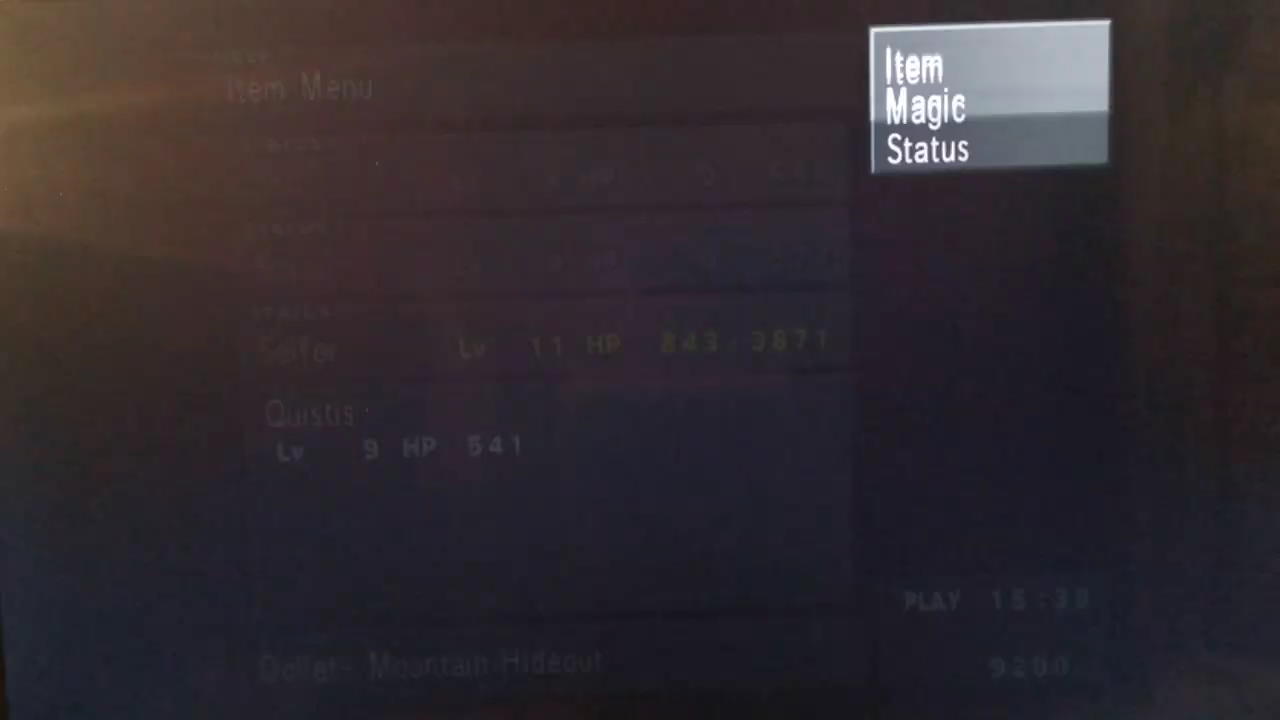 Item
Magic
Status
Item Menu
Seifer Lv 11 HP 843/3871
Quistis
Lv 9 HP 541
PLAY 15:38
Dollet- Mountain Hideout
9200